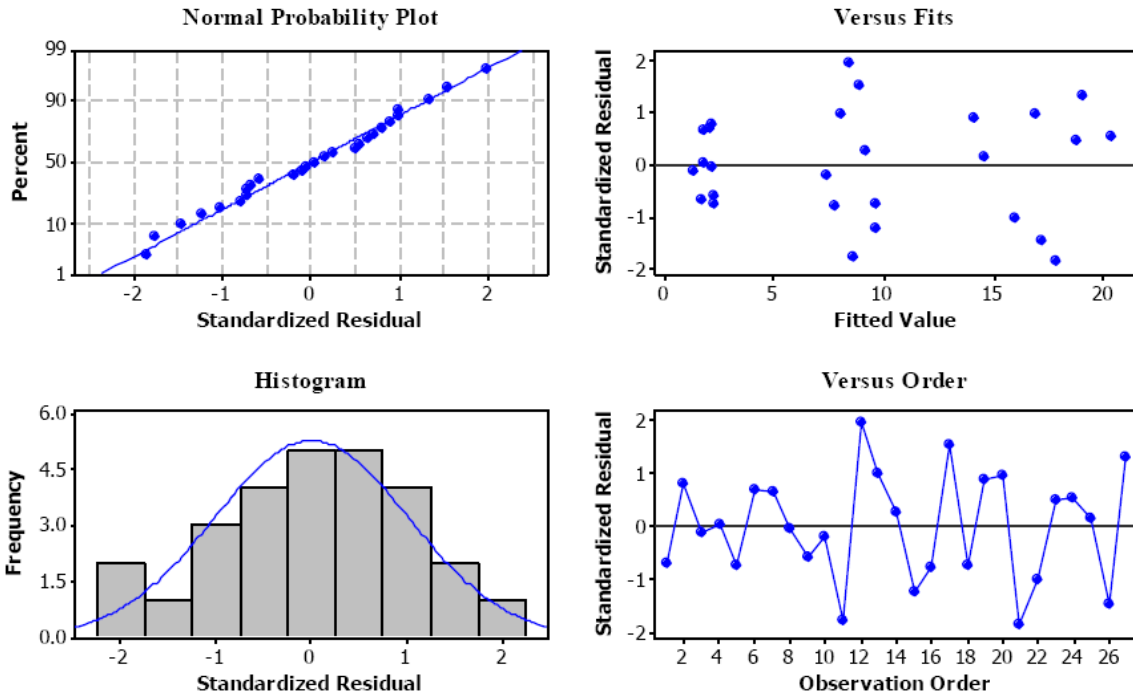 Normal Probability Plot
99
90
50
10
1
Percent
-2 -1 0 1 2
Standardized Residual
Versus Fits
2
1
0
-1
-2
Standardized Residual
0 5 10 15 20
Fitted Value
Histogram
6.0
4.5
3.0
1.5
0.0
Frequency
-2 -1 0 1 2
Standardized Residual
Versus Order
2
1
0
-1
-2
Standardized Residual
2 4 6 8 10 12 14 16 18 20 22 24 26
Observation Order